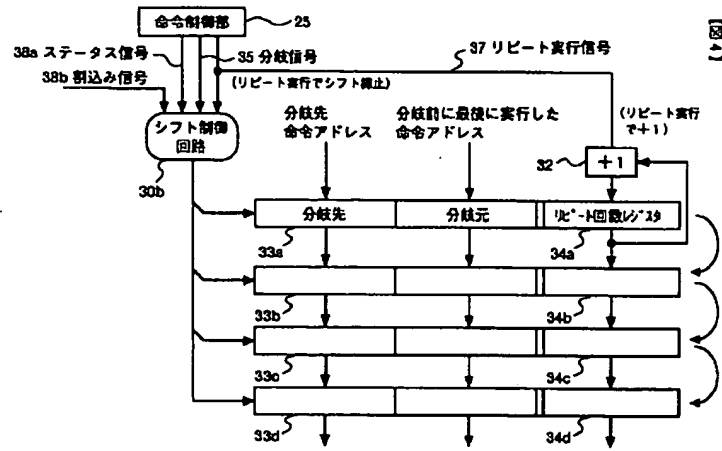 【図4】
命令制御部
25
38a ステータス信号
35 分岐信号
37 リピート実行信号
38b 割込み信号
(リピート実行でシフト禁止)
シフト制御
回路
30b
分岐先
命令アドレス
分岐前に最後に実行した
命令アドレス
(リピート実行
で+1)
32
+1
分岐先
分岐元
リピート回数レジスタ
33a
34a
33b
34b
33c
34c
33d
34d